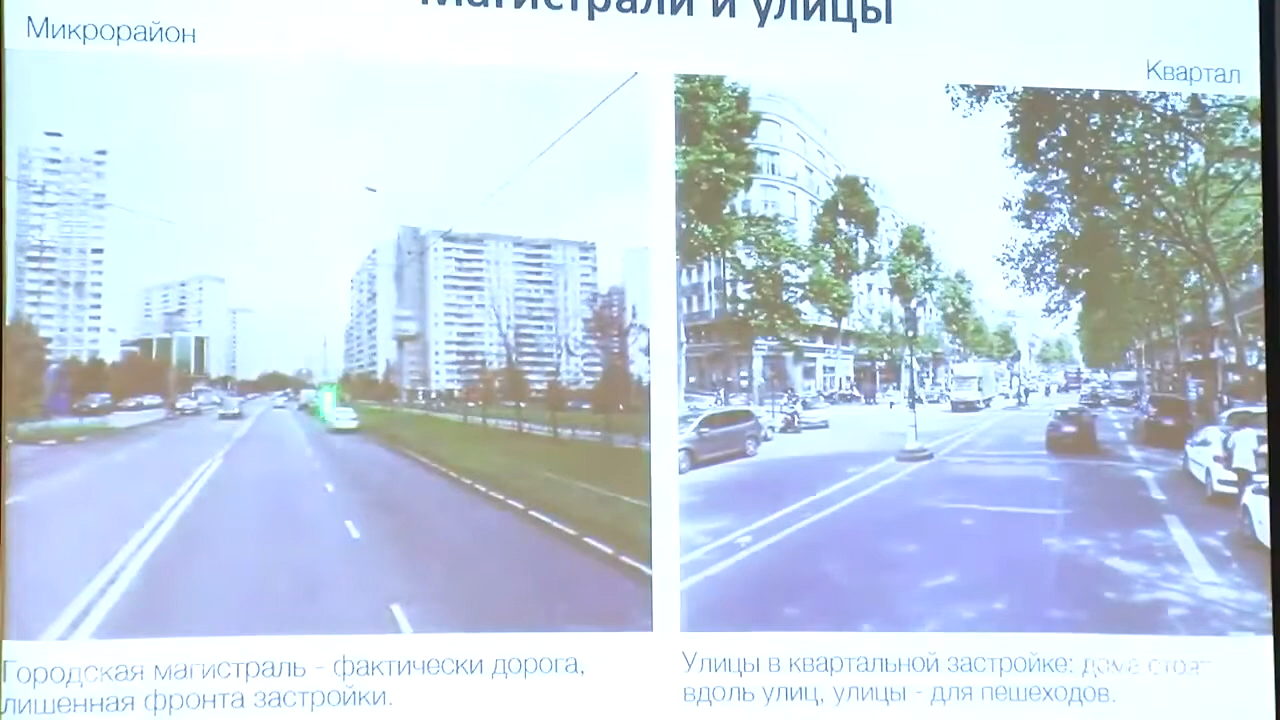 Магистрали и улицы
Микрорайон
Квартал
Городская магистраль - фактически дорога,
лишенная фронта застройки.
Улицы в квартальной застройке: дома стоят
вдоль улиц, улицы - для пешеходов.